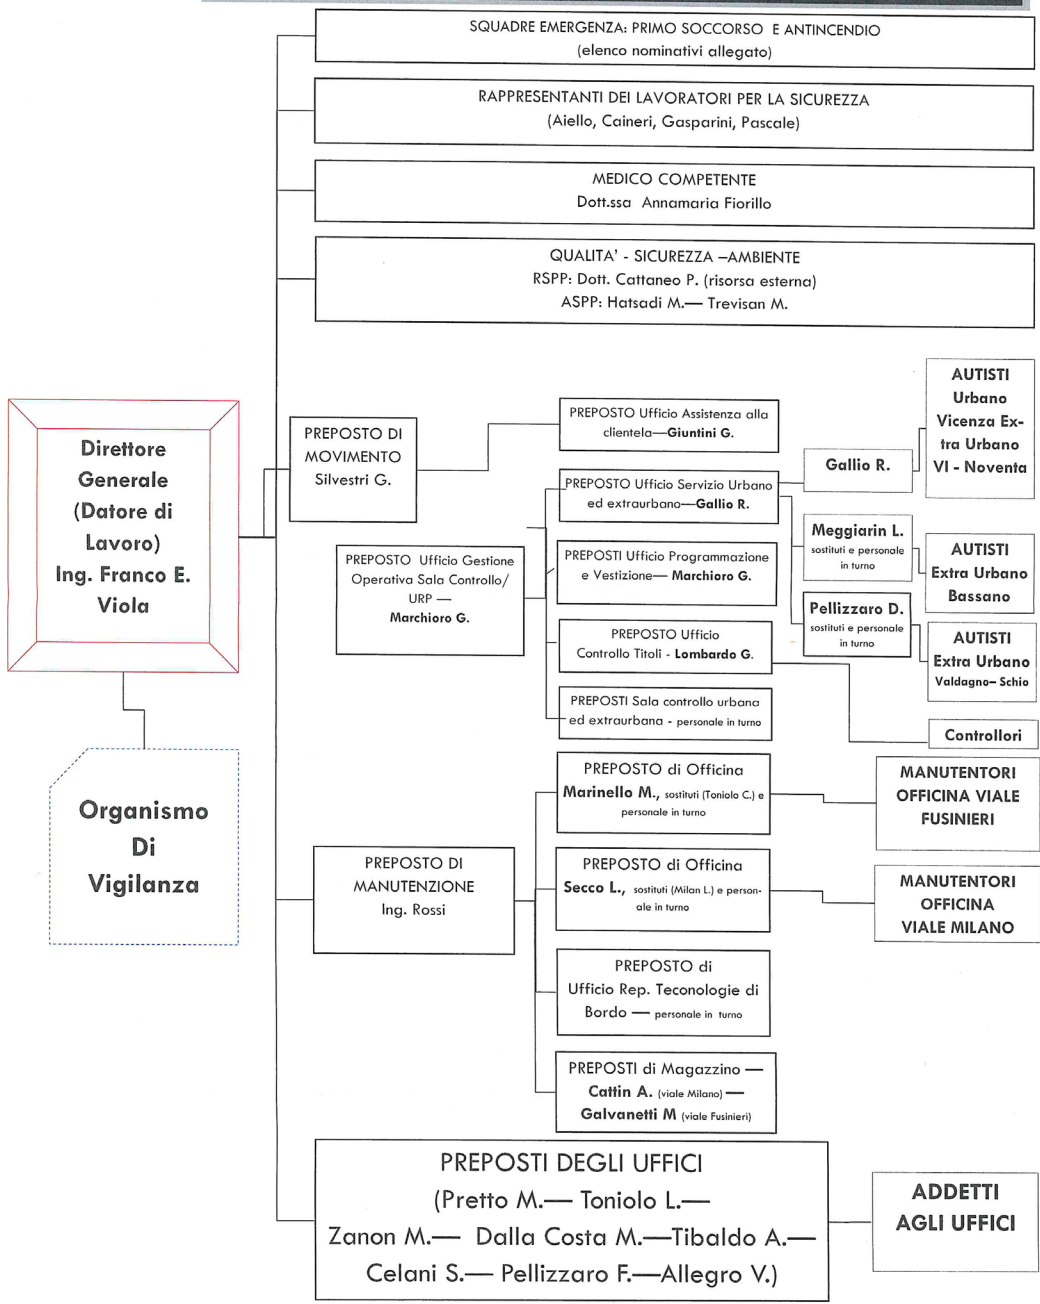 SQUADRE EMERGENZA: PRIMO SOCCORSO E ANTINCENDIO
(elenco nominativi allegato)
RAPPRESENTANTI DEI LAVORATORI PER LA SICUREZZA
(Aiello, Caineri, Gasparini, Pascale)
MEDICO COMPETENTE
Dott.ssa Annamaria Fiorillo
QUALITA' - SICUREZZA –AMBIENTE
RSPP: Dott. Cattaneo P. (risorsa esterna)
ASPP: Hatsadi M.— Trevisan M.
Direttore
Generale
(Datore di
Lavoro)
Ing. Franco E.
Viola
Organismo
Di
Vigilanza
PREPOSTO DI
MOVIMENTO
Silvestri G.
PREPOSTO Ufficio Assistenza alla
clientela—Giuntini G.
PREPOSTO Ufficio Gestione
Operativa Sala Controllo/
URP —
Marchioro G.
PREPOSTO Ufficio Servizio Urbano
ed extraurbano—Gallio R.
PREPOSTI Ufficio Programmazione
e Vestizione— Marchioro G.
PREPOSTO Ufficio
Controllo Titoli - Lombardo G.
PREPOSTI Sala controllo urbana
ed extraurbana - personale in turno
Gallio R.
Meggiarin L.
sostituti e personale
in turno
Pellizzaro D.
sostituti e personale
in turno
AUTISTI
Urbano
Vicenza Ex-
tra Urbano
VI - Noventa
AUTISTI
Extra Urbano
Bassano
AUTISTI
Extra Urbano
Valdagno– Schio
Controllori
PREPOSTO DI
MANUTENZIONE
Ing. Rossi
PREPOSTO di Officina
Marinello M., sostituti (Toniolo C.) e
personale in turno
PREPOSTO di Officina
Secco L., sostituti (Milan L.) e person-
ale in turno
PREPOSTO di
Ufficio Rep. Teconologie di
Bordo — personale in turno
PREPOSTI di Magazzino —
Cattin A. (viale Milano) —
Galvanetti M (viale Fusinieri)
MANUTENTORI
OFFICINA VIALE
FUSINIERI
MANUTENTORI
OFFICINA
VIALE MILANO
PREPOSTI DEGLI UFFICI
(Pretto M.— Toniolo L.—
Zanon M.— Dalla Costa M.—Tibaldo A.—
Celani S.— Pellizzaro F.—Allegro V.)
ADDETTI
AGLI UFFICI